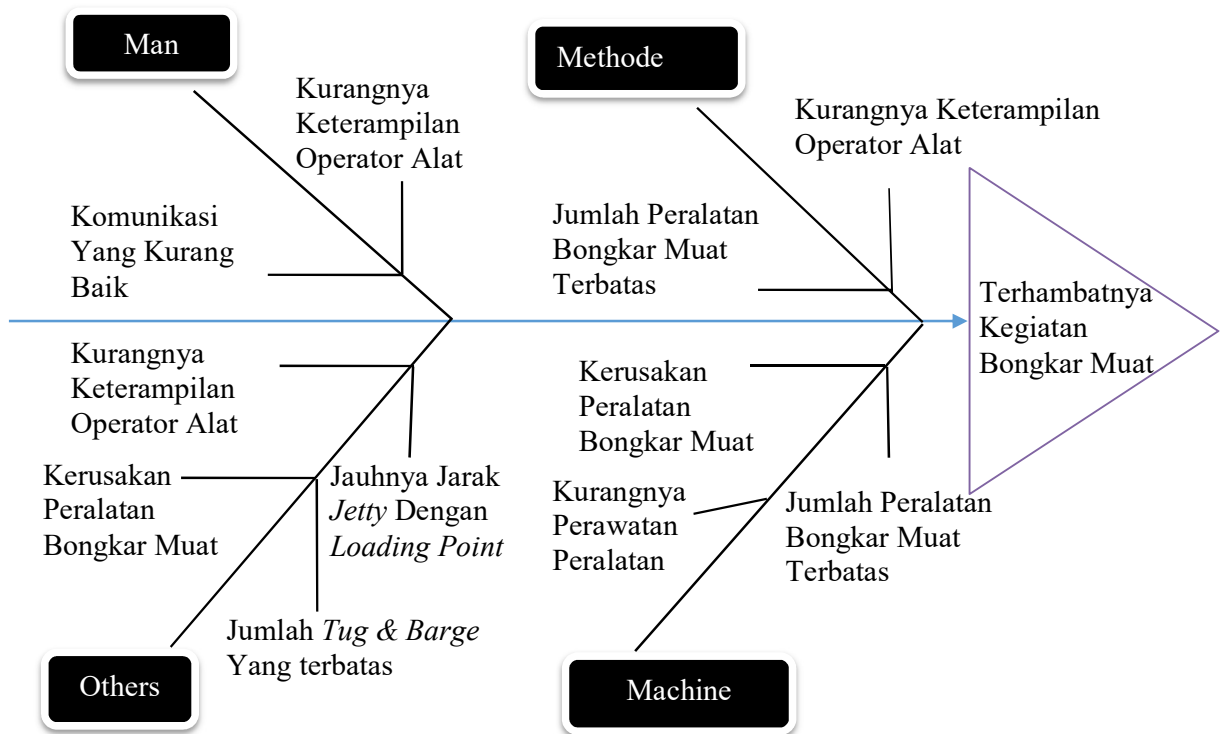 Man
Methode
Kurangnya
Keterampilan
Operator Alat
Kurangnya Keterampilan
Operator Alat
Komunikasi
Yang Kurang
Baik
Jumlah Peralatan
Bongkar Muat
Terbatas
Terhambatnya
Kegiatan
Bongkar Muat
Kurangnya
Keterampilan
Operator Alat
Kerusakan
Peralatan
Bongkar Muat
Kerusakan
Peralatan
Bongkar Muat
Jauhnya Jarak
Jetty Dengan
Loading Point
Kurangnya
Perawatan
Peralatan
Jumlah Peralatan
Bongkar Muat
Terbatas
Jumlah Tug & Barge
Yang terbatas
Others
Machine